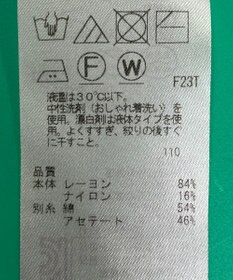 F W
F23T
液温は30℃以下。
中性洗剤（おしゃれ着洗い）を
使用。漂白剤は液体タイプを使
用。よくすすぎ、絞りの後すぐ
に干すこと。
110
品質
本体 レーヨン 84%
ナイロン 16%
別糸 綿 54%
アセテート 46%